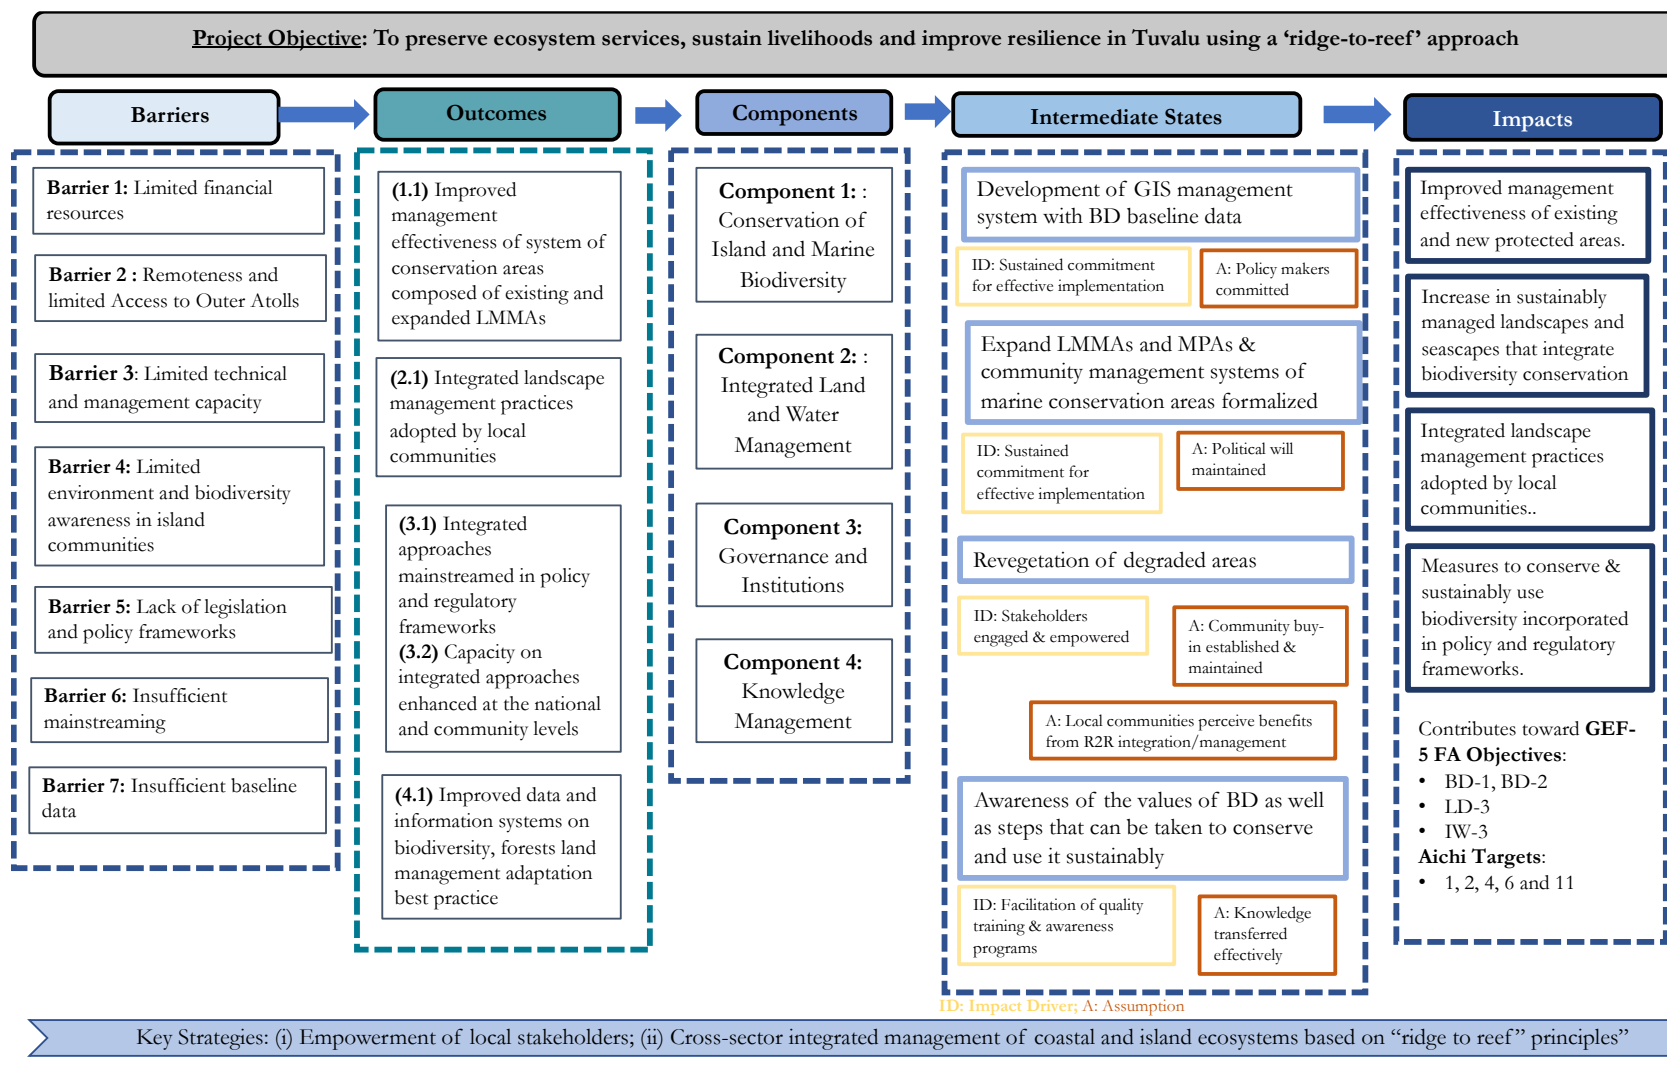 Project Objective: To preserve ecosystem services, sustain livelihoods and improve resilience in Tuvalu using a ‘ridge-to-reef’ approach
Barriers
Outcomes
Components
Intermediate States
Impacts
Barrier 1: Limited financial
resources
Barrier 2 : Remoteness and
limited Access to Outer Atolls
Barrier 3: Limited technical
and management capacity
Barrier 4: Limited
environment and biodiversity
awareness in island
communities
Barrier 5: Lack of legislation
and policy frameworks
Barrier 6: Insufficient
mainstreaming
Barrier 7: Insufficient baseline
data
(1.1) Improved
management
effectiveness of system of
conservation areas
composed of existing and
expanded LMMAs
(2.1) Integrated landscape
management practices
adopted by local
communities
(3.1) Integrated
approaches
mainstreamed in policy
and regulatory
frameworks
(3.2) Capacity on
integrated approaches
enhanced at the national
and community levels
(4.1) Improved data and
information systems on
biodiversity, forests land
management adaptation
best practice
Component 1: :
Conservation of
Island and Marine
Biodiversity
Component 2: :
Integrated Land
and Water
Management
Component 3:
Governance and
Institutions
Component 4:
Knowledge
Management
Development of GIS management
system with BD baseline data
ID: Sustained commitment
for effective implementation
A: Policy makers
committed
Expand LMMAs and MPAs &
community management systems of
marine conservation areas formalized
ID: Sustained
commitment for
effective implementation
A: Political will
maintained
Revegetation of degraded areas
ID: Stakeholders
engaged & empowered
A: Community buy-
in established &
maintained
A: Local communities perceive benefits
from R2R integration/management
Awareness of the values of BD as well
as steps that can be taken to conserve
and use it sustainably
ID: Facilitation of quality
training & awareness
programs
A: Knowledge
transferred
effectively
ID: Impact Driver; A: Assumption
Improved management
effectiveness of existing
and new protected areas.
Increase in sustainably
managed landscapes and
seascapes that integrate
biodiversity conservation
Integrated landscape
management practices
adopted by local
communities..
Measures to conserve &
sustainably use
biodiversity incorporated
in policy and regulatory
frameworks.
Contributes toward GEF-
5 FA Objectives:
• BD-1, BD-2
• LD-3
• IW-3
Aichi Targets:
• 1, 2, 4, 6 and 11
Key Strategies: (i) Empowerment of local stakeholders; (ii) Cross-sector integrated management of coastal and island ecosystems based on “ridge to reef” principles”